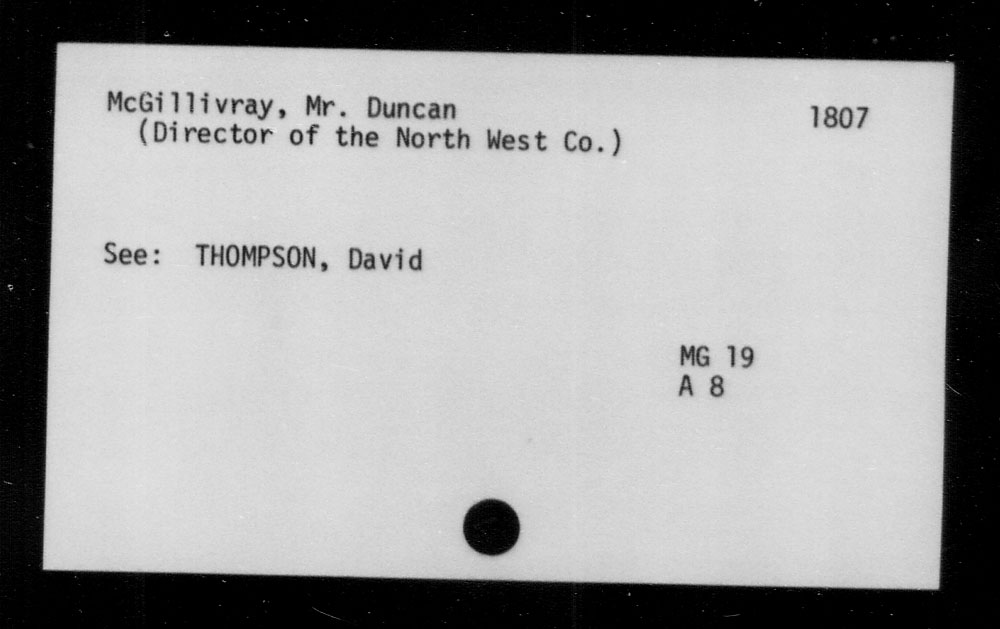 McGillivray, Mr. Duncan 1807
(Director of the North West Co.)
See: THOMPSON, David
MG 19
A 8